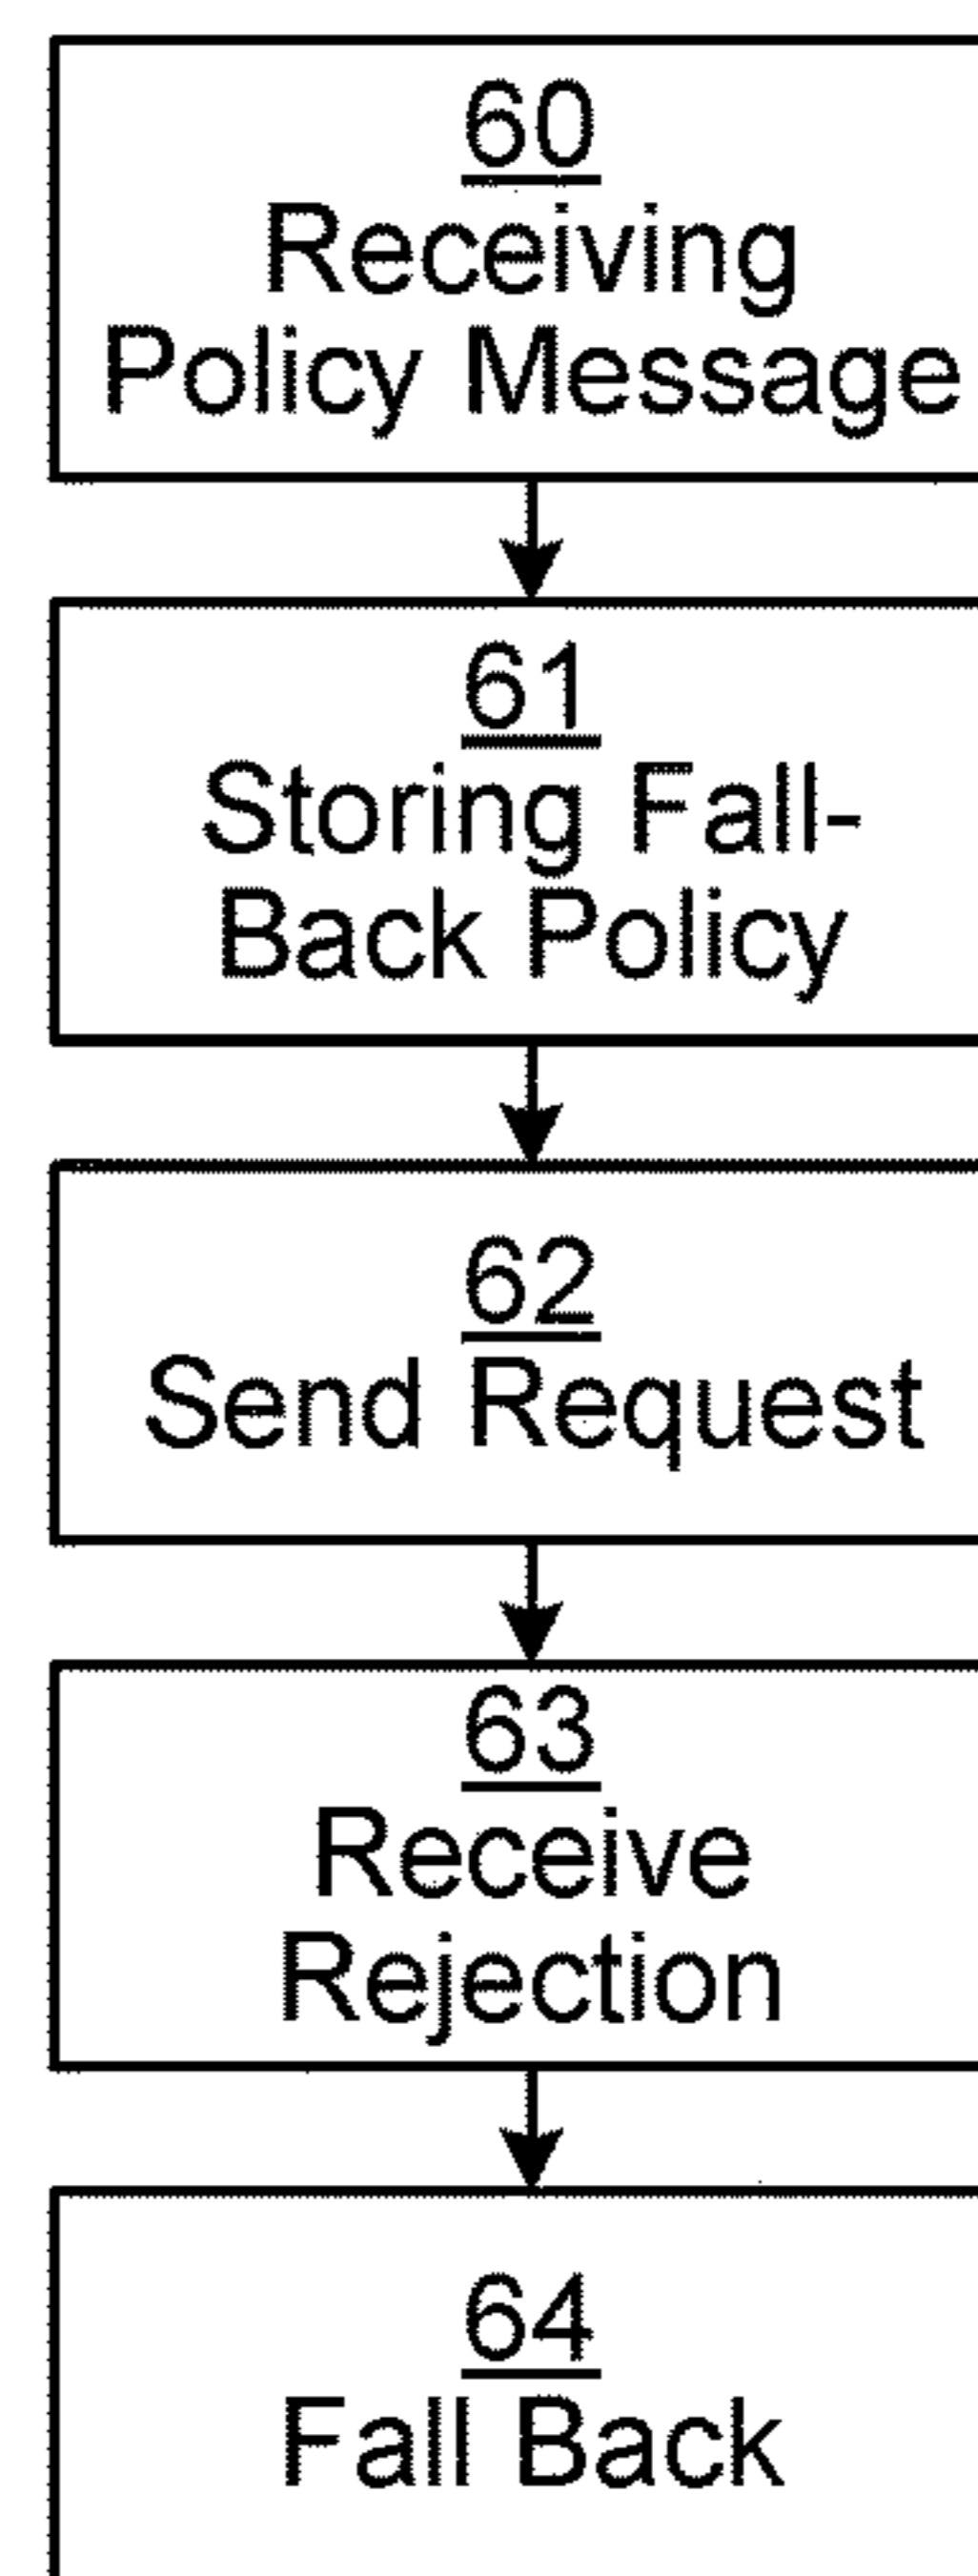 60
Receiving
Policy Message
61
Storing Fall-
Back Policy
62
Send Request
63
Receive
Rejection
64
Fall Back